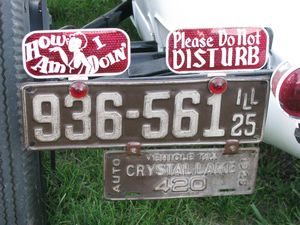 How Am I Doin'
Please Do Not
DISTURB
936-561 ILL 25
VEHICLE TAX
AUTO CRYSTAL LAKE
420